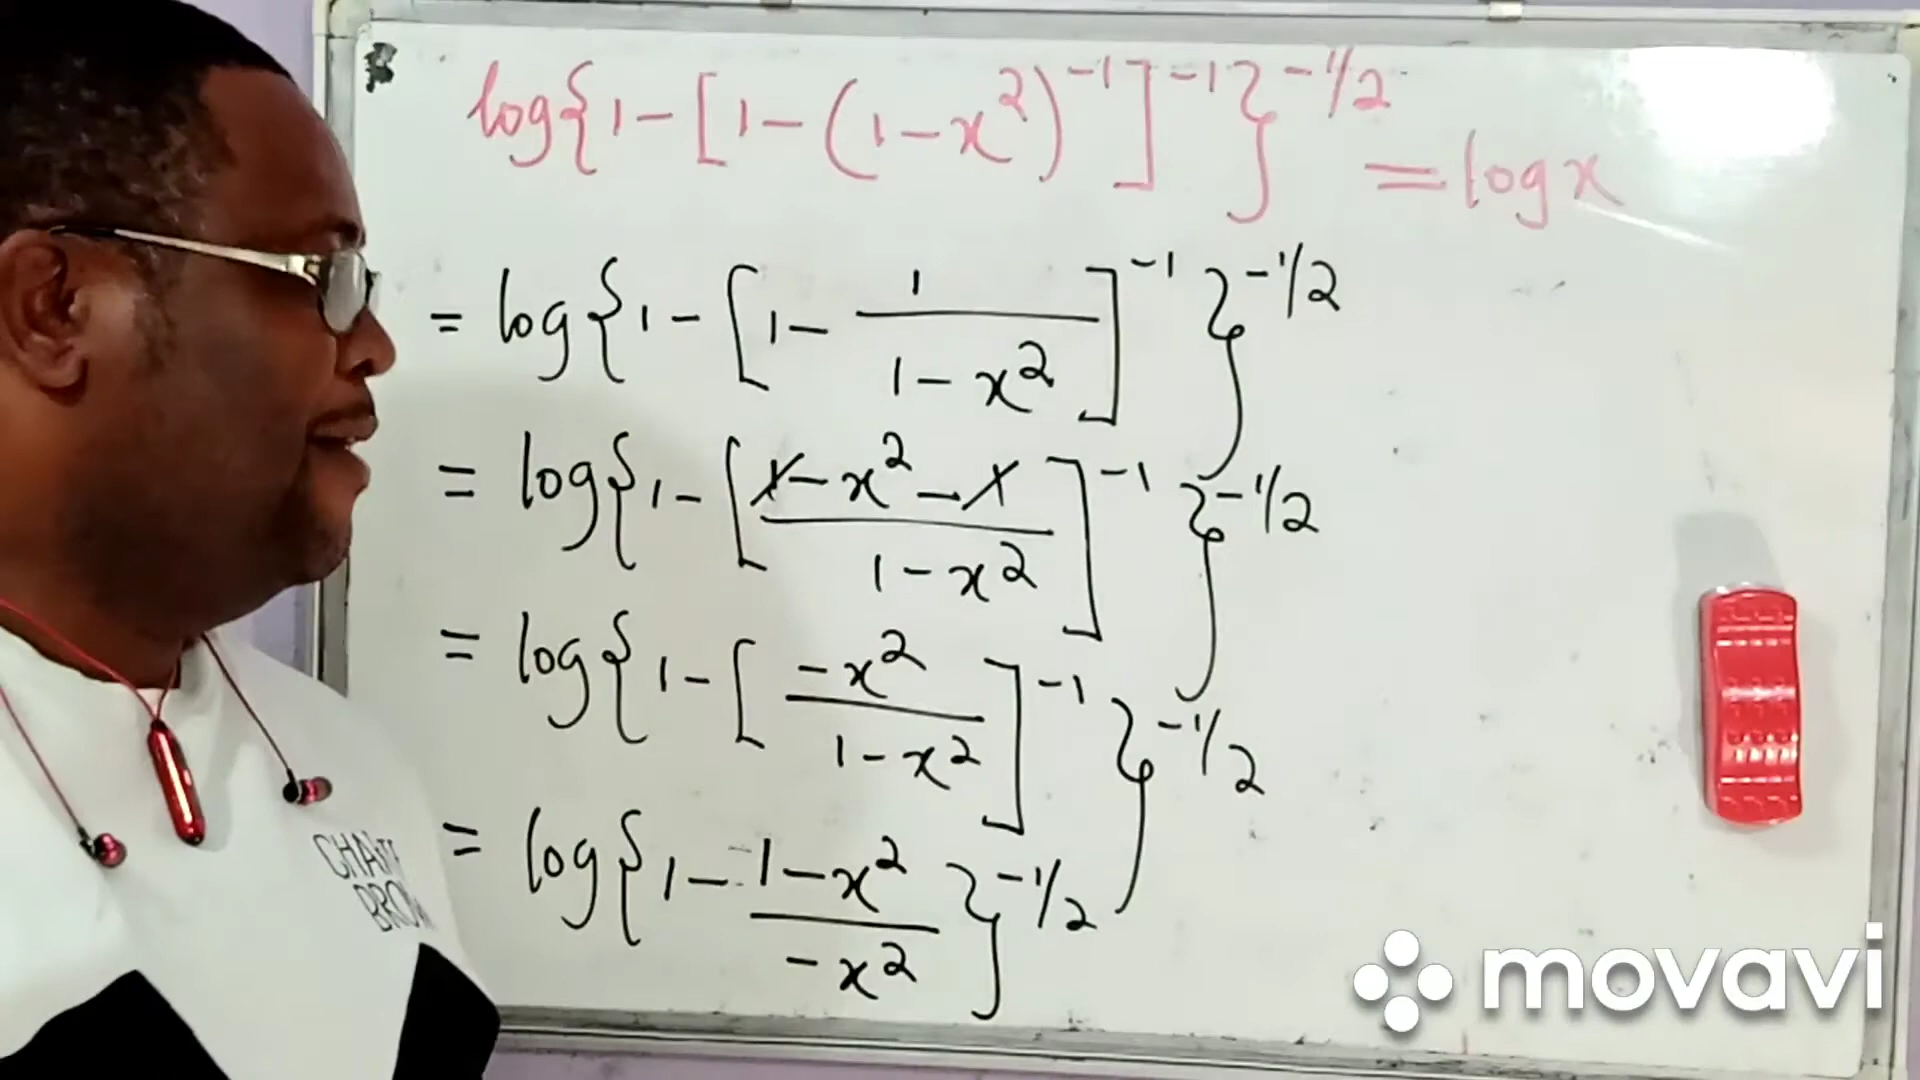 log{1-[1-(1-x²)⁻¹]⁻¹}^-1/2 = log x
= log{1-[1- 1/(1-x²)]⁻¹}^-1/2
= log{1-[(1-x²-1)/(1-x²)]⁻¹}^-1/2
= log{1-[-x²/(1-x²)]⁻¹}^-1/2
= log{1- (1-x²)/(-x²)}^-1/2
movavi